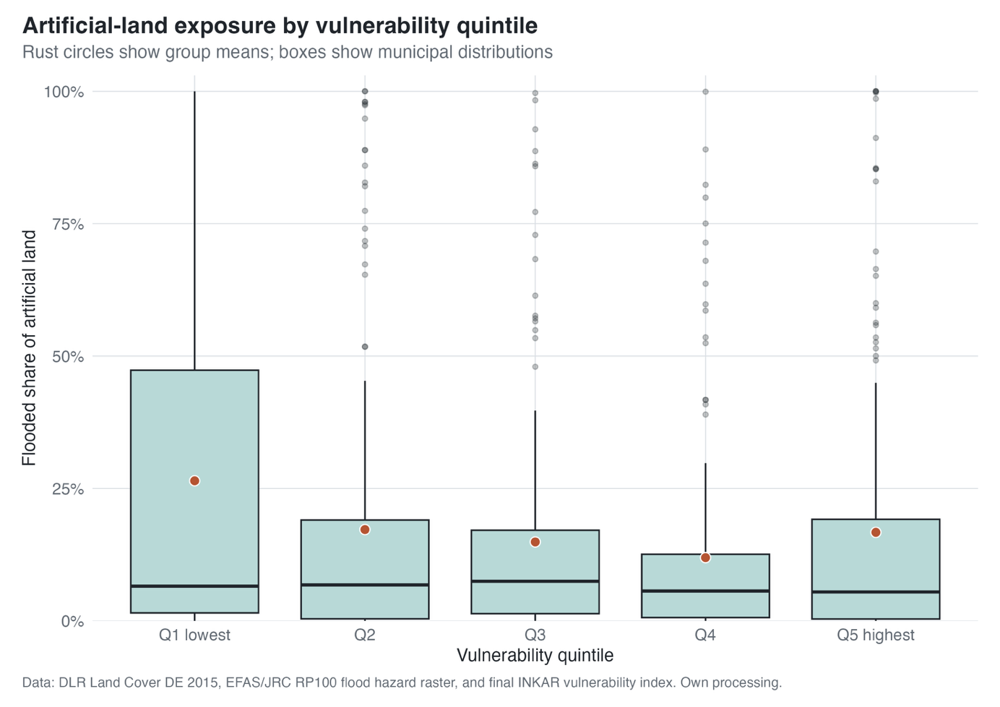 Artificial-land exposure by vulnerability quintile
Rust circles show group means; boxes show municipal distributions
Flooded share of artificial land
100%
75%
50%
25%
0%
Q1 lowest
Q2
Q3
Q4
Q5 highest
Vulnerability quintile
Data: DLR Land Cover DE 2015, EFAS/JRC RP100 flood hazard raster, and final INKAR vulnerability index. Own processing.